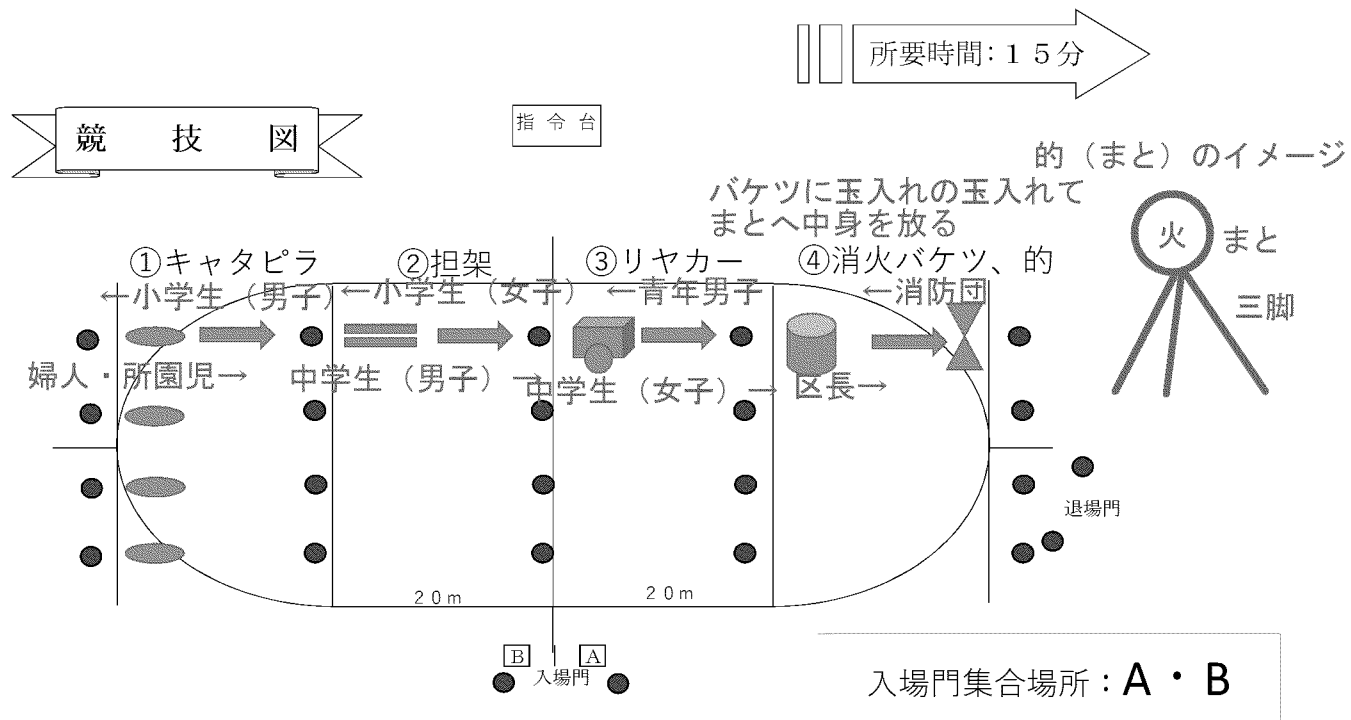 所要時間:１５分
競技図
指令台
的（まと）のイメージ
バケツに玉入れの玉入れて
まとへ中身を放る
火
まと
三脚
①キャタピラ
②担架
③リヤカー
④消火バケツ、的
←小学生（男子）
←小学生（女子）
←青年男子
←消防団
婦人・所園児→
中学生（男子）→
中学生（女子）→
区長→
退場門
２０ｍ
２０ｍ
B
A
入場門
入場門集合場所：A・B